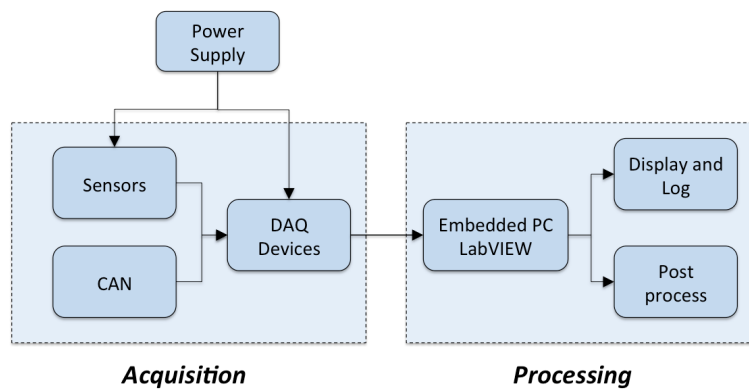 Power
Supply
Sensors
CAN
DAQ
Devices
Embedded PC
LabVIEW
Display and
Log
Post
process
Acquisition
Processing